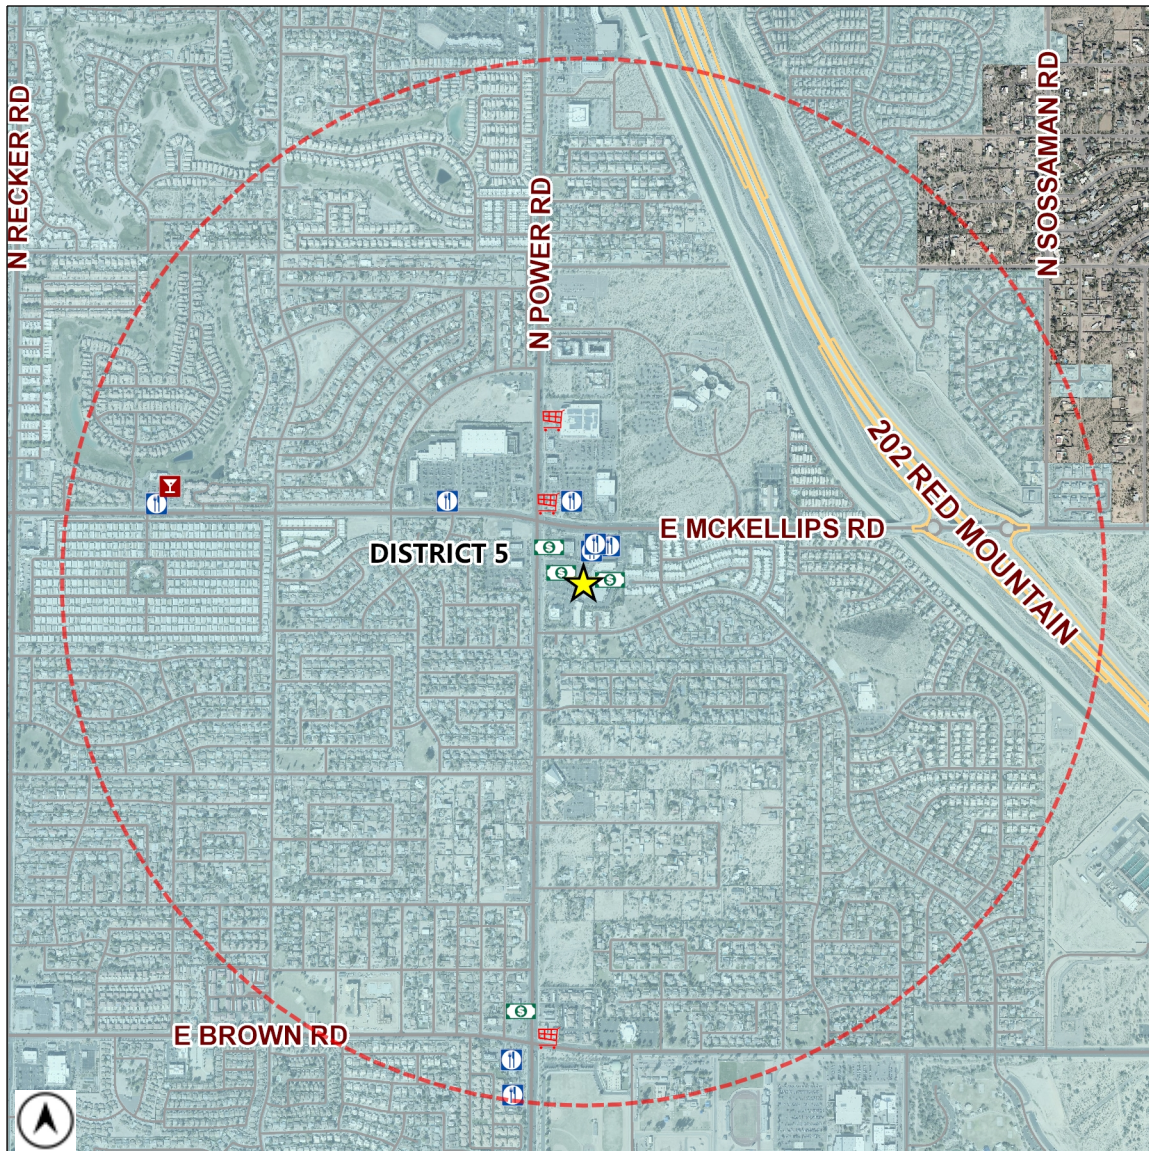 N RECKER RD
N POWER RD
N SOSSAMAN RD
202 RED MOUNTAIN
E MCKELLIPS RD
DISTRICT 5
E BROWN RD